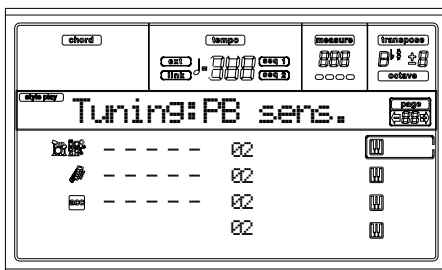 chord tempo measure transpose
ext seq 1
link seq 2
octave
style play
Tuning:PB sens.
page
- - - - - 02
- - - - - 02
acc - - - - - 02
02